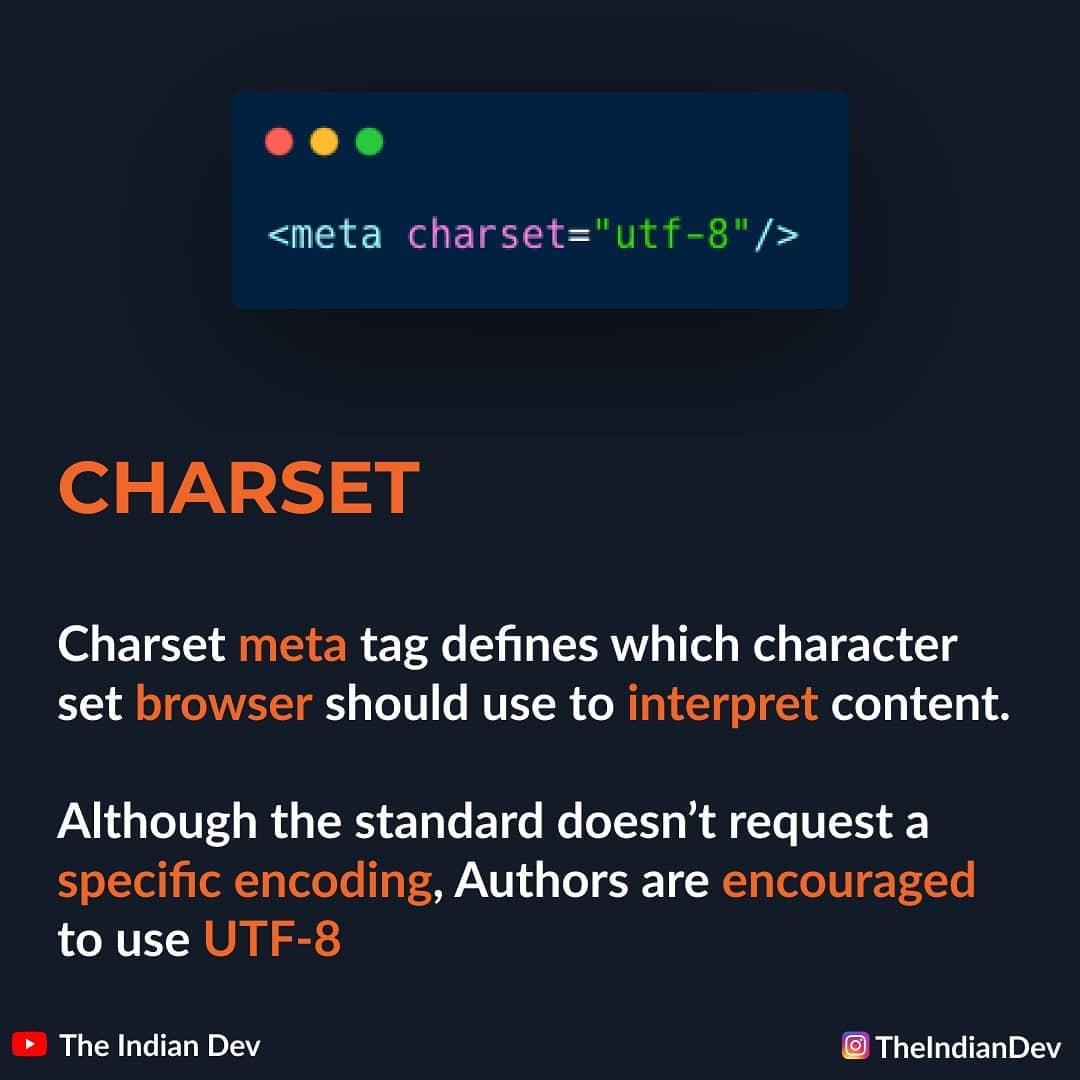 <meta charset="utf-8"/>
CHARSET
Charset meta tag defines which character
set browser should use to interpret content.
Although the standard doesn’t request a
specific encoding, Authors are encouraged
to use UTF-8
The Indian Dev
TheIndianDev